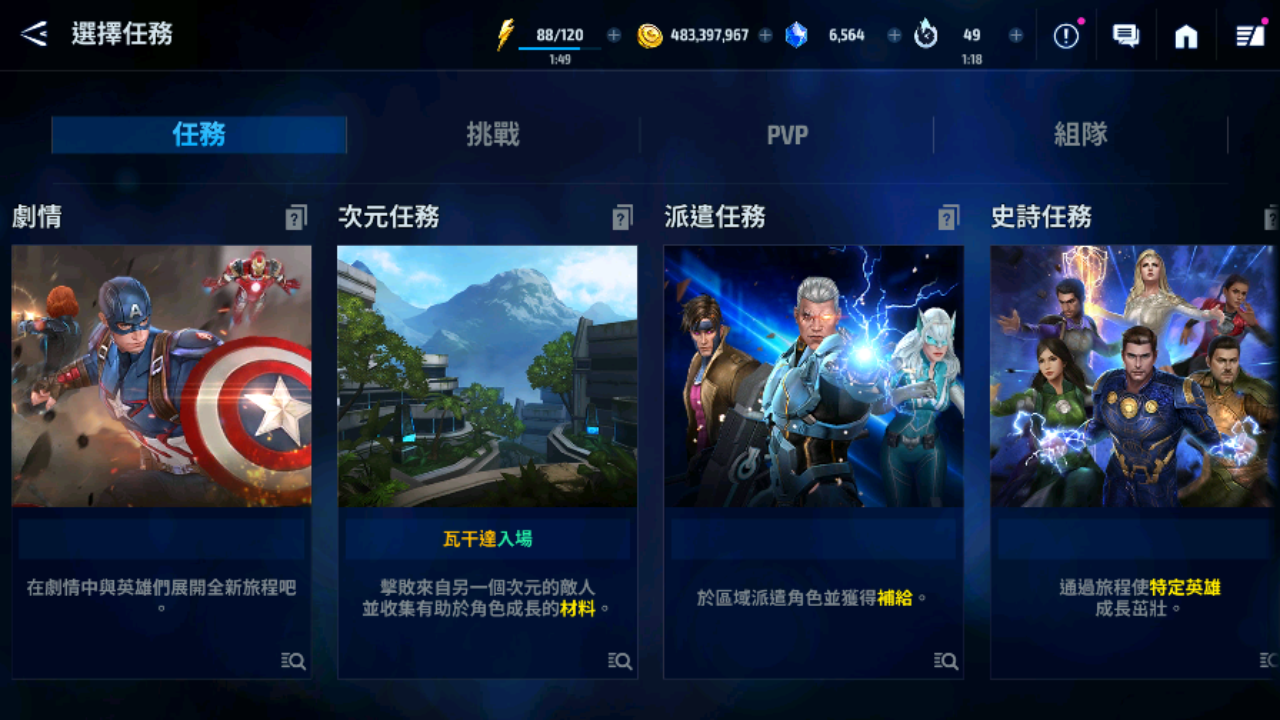 選擇任務
88/120
1:49
483,397,967
6,564
49
1:18
任務
挑戰
PVP
組隊
劇情
次元任務
派遣任務
史詩任務
瓦干達入場
在劇情中與英雄們展開全新旅程吧
。
擊敗來自另一個次元的敵人
並收集有助於角色成長的材料。
於區域派遣角色並獲得補給。
通過旅程使特定英雄
成長茁壯。